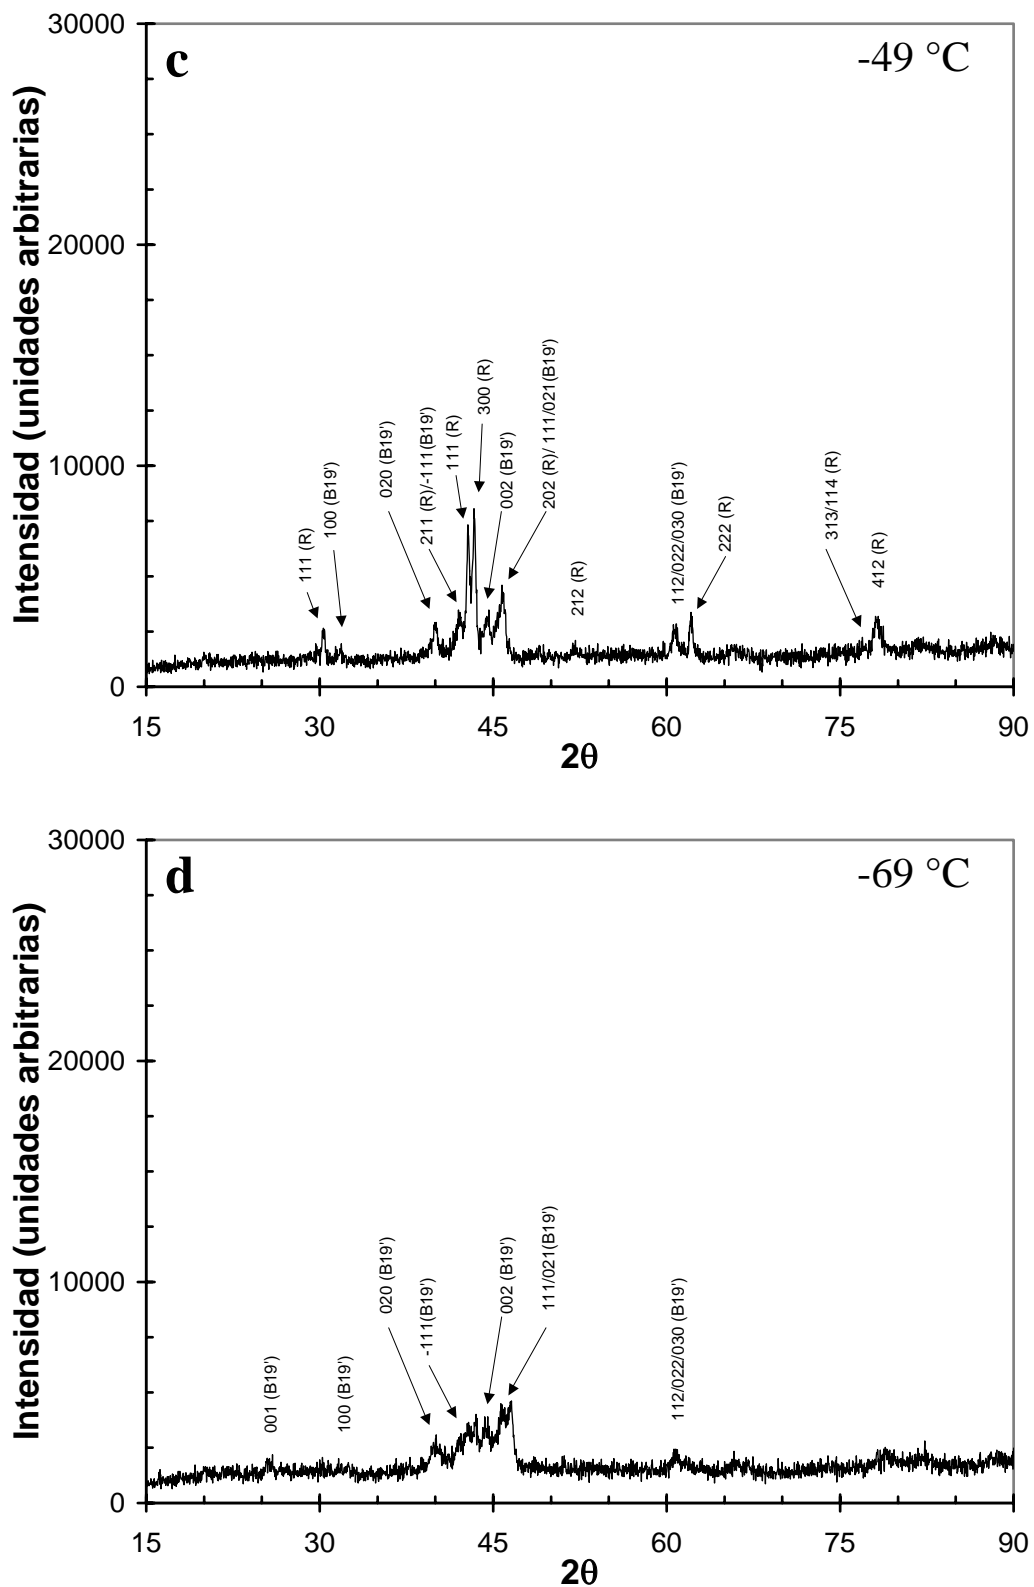 c
-49 °C
Intensidad (unidades arbitrarias)
30000
20000
10000
0
111 (R)
100 (B19')
020 (B19')
211 (R)/-111(B19')
111 (R)
300 (R)
002 (B19')
202 (R)/ 111/021(B19')
212 (R)
112/022/030 (B19')
222 (R)
313/114 (R)
412 (R)
15 30 45 60 75 90
2θ
d
-69 °C
Intensidad (unidades arbitrarias)
30000
20000
10000
0
001 (B19')
100 (B19')
020 (B19')
-111(B19')
002 (B19')
111/021(B19')
112/022/030 (B19')
15 30 45 60 75 90
2θ